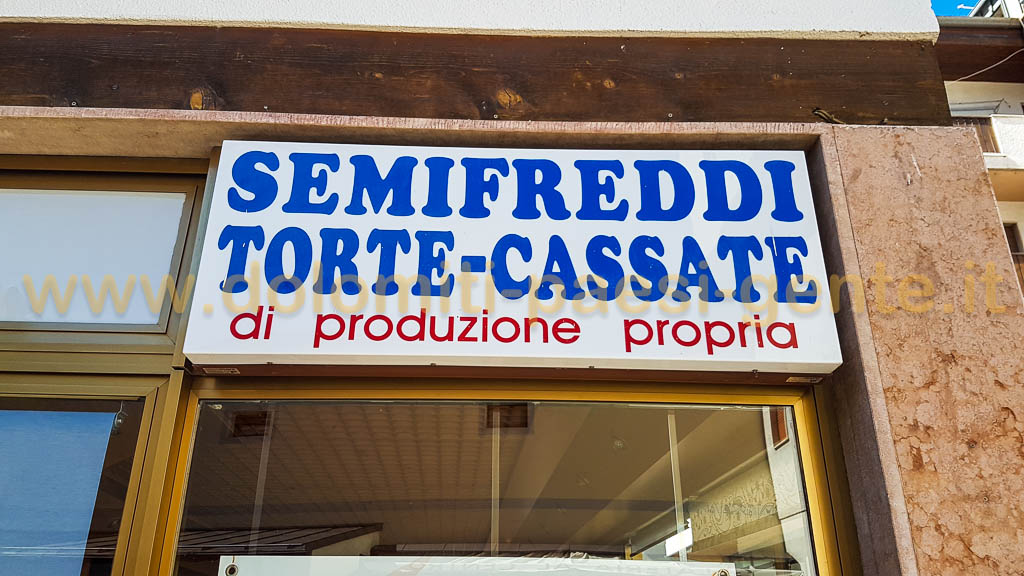 SEMIFREDDI
TORTE-CASSATE
www.dolomiti-paesi-gente.it
di produzione propria